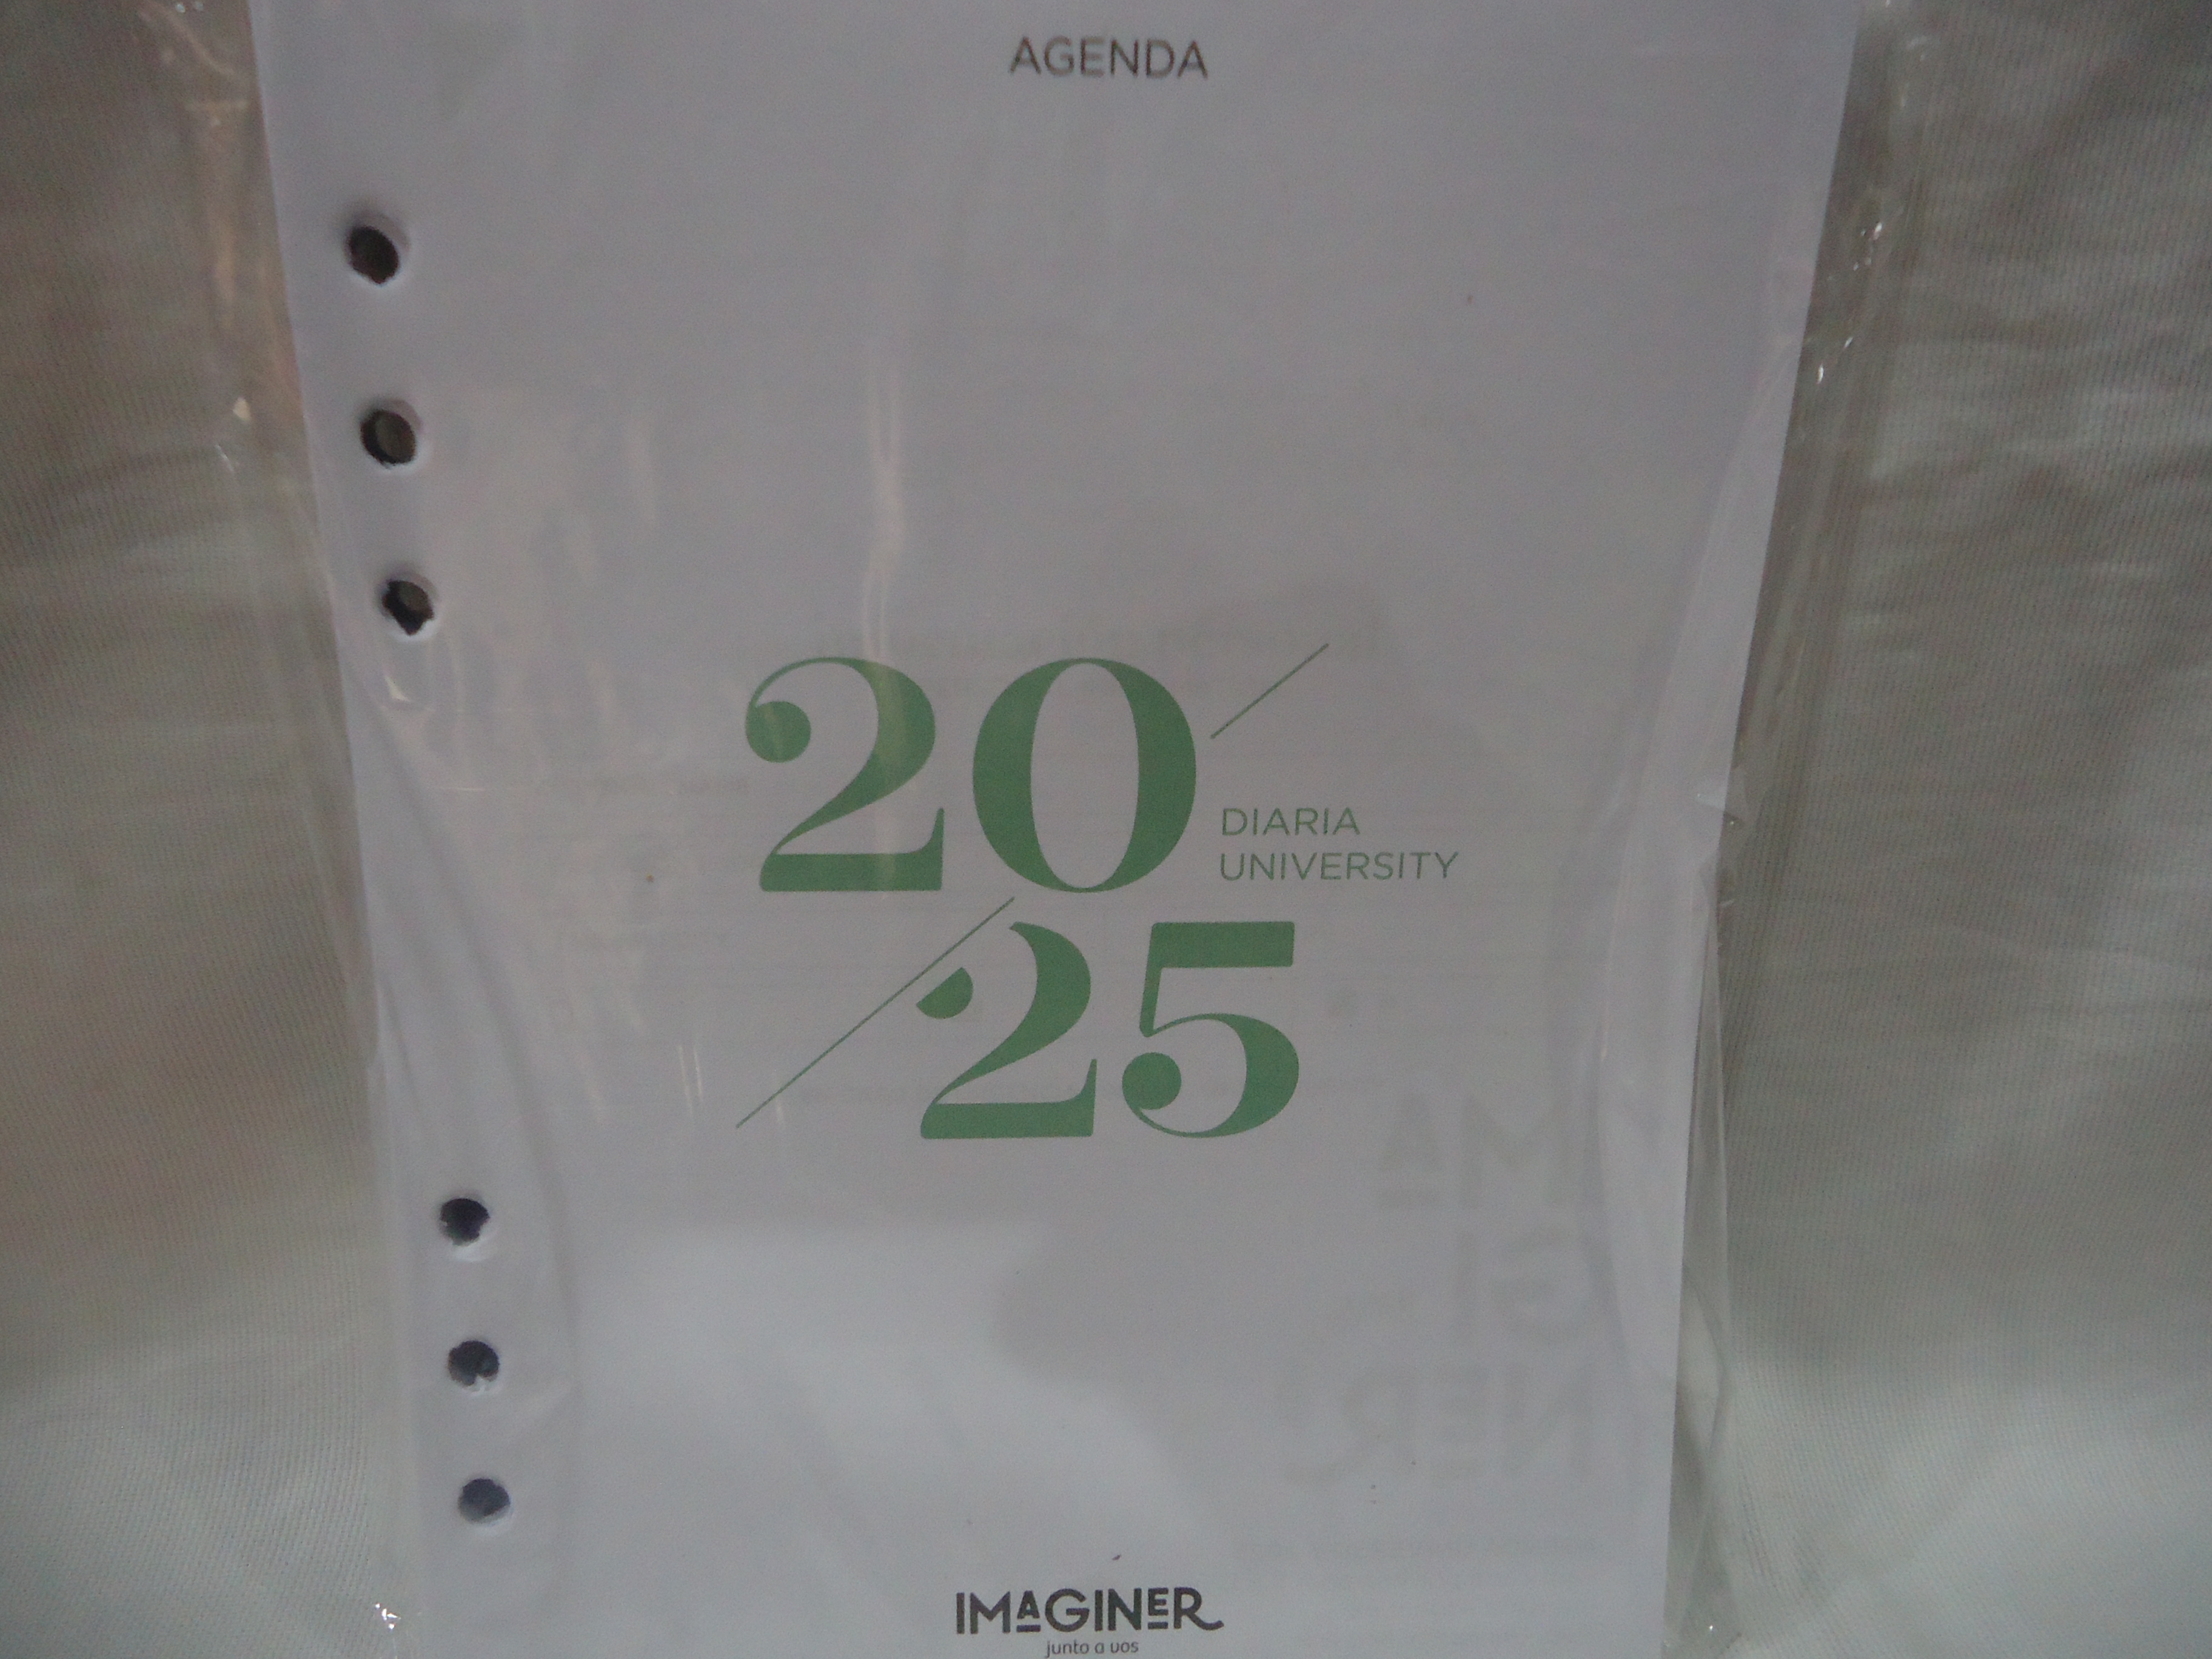 AGENDA
20
DIARIA
UNIVERSITY
25
IMAGINER
junto a vos